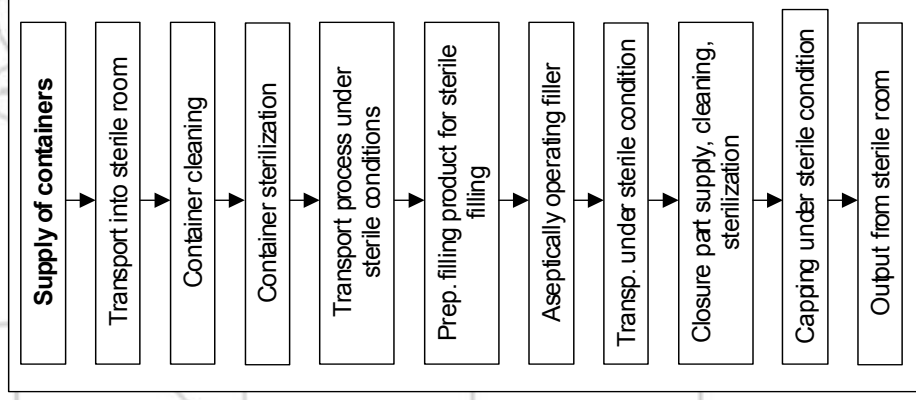 Supply of containers
Transport into sterile room
Container cleaning
Container sterilization
Transport process under
sterile conditions
Prep. filling product for sterile
filling
Aseptically operating filler
Transp. under sterile condition
Closure part supply, cleaning,
sterilization
Capping under sterile condition
Output from sterile room